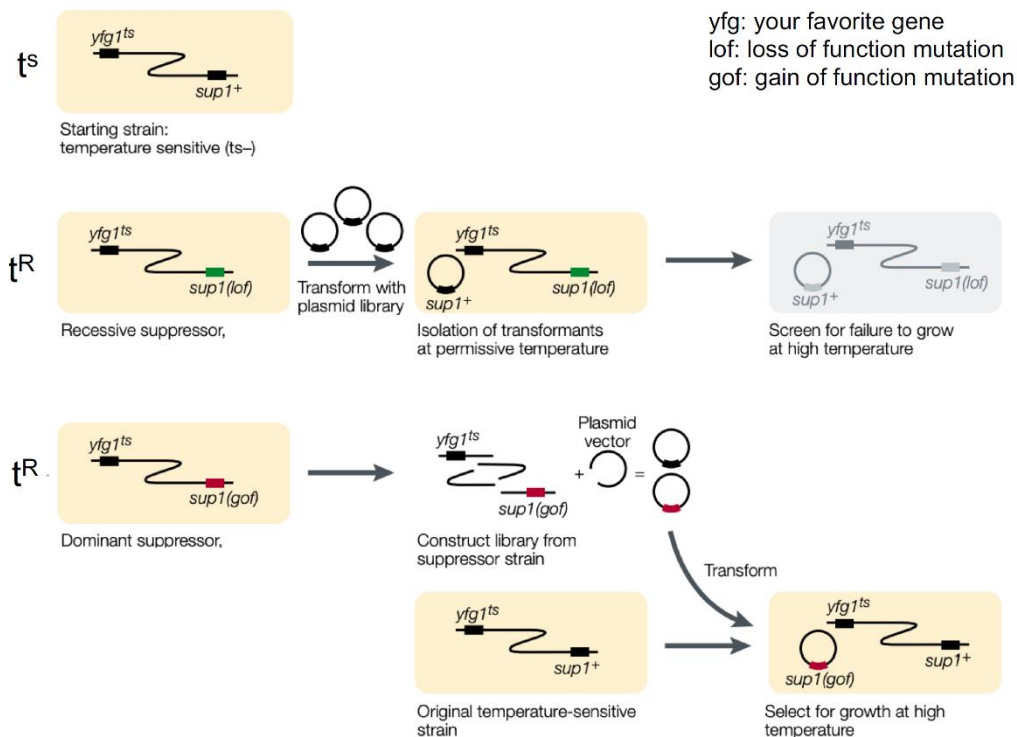 yfg: your favorite gene
lof: loss of function mutation
gof: gain of function mutation
tˢ
yfg1ᵗˢ
sup1⁺
Starting strain:
temperature sensitive (ts–)
tᴿ
yfg1ᵗˢ
sup1(lof)
Recessive suppressor,
Transform with
plasmid library
yfg1ᵗˢ
sup1⁺
sup1(lof)
Isolation of transformants
at permissive temperature
yfg1ᵗˢ
sup1⁺
sup1(lof)
Screen for failure to grow
at high temperature
tᴿ
yfg1ᵗˢ
sup1(gof)
Dominant suppressor,
yfg1ᵗˢ
sup1(gof)
Plasmid
vector
+
=
Construct library from
suppressor strain
Transform
yfg1ᵗˢ
sup1⁺
Original temperature-sensitive
strain
yfg1ᵗˢ
sup1(gof)
sup1⁺
Select for growth at high
temperature